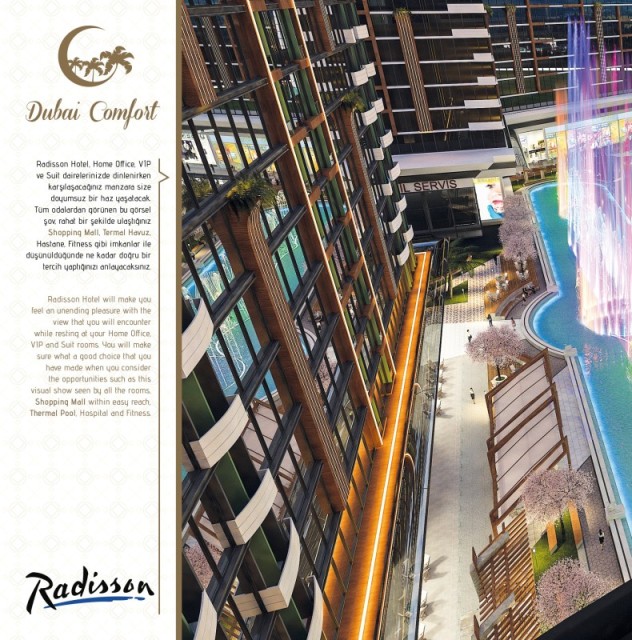 Dubai Comfort
Radisson Hotel, Home Office, VIP
ve Suit dairelerinizde dinlenirken
karşılaşacağınız manzara size
doyumsuz bir haz yaşatacak.
Tüm odalardan görünen bu görsel
şov, rahat bir şekilde ulaştığınız
Shopping Mall, Termal Havuz,
Hastane, Fitness gibi imkanlar ile
düşünüldüğünde ne kadar doğru bir
tercih yaptığınızı anlayacaksınız.
Radisson Hotel will make you
feel an unending pleasure with the
view that you will encounter
while resting at your Home Office,
VIP and Suit rooms. You will make
sure what a good choice that you
have made when you consider
the opportunities such as this
visual show seen by all the rooms,
Shopping Mall within easy reach,
Thermal Pool, Hospital and Fitness.
Radisson
SERVIS